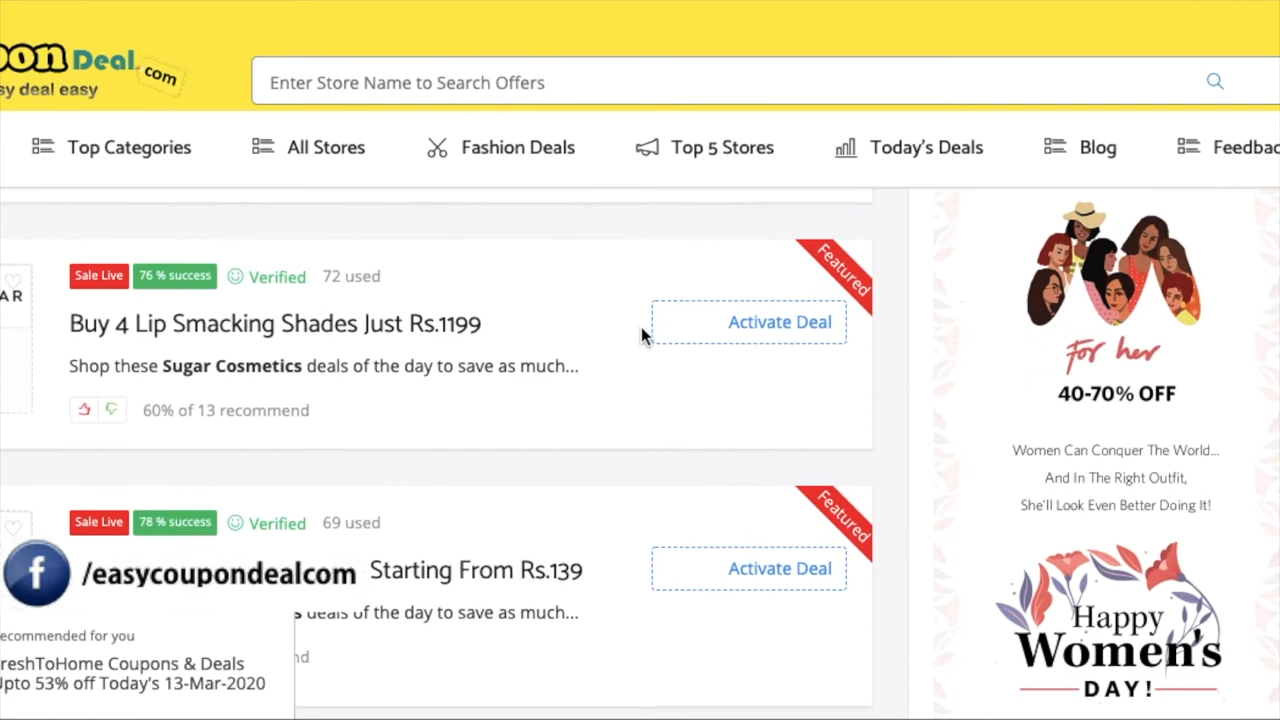 oon Deal .com
sy deal easy
Enter Store Name to Search Offers
Top Categories
All Stores
Fashion Deals
Top 5 Stores
Today's Deals
Blog
Feedbac
AR
Sale Live
76 % success
Verified
72 used
Featured
Buy 4 Lip Smacking Shades Just Rs.1199
Activate Deal
Shop these Sugar Cosmetics deals of the day to save as much...
60% of 13 recommend
Sale Live
78 % success
Verified
69 used
Featured
f /easycoupondealcom
Starting From Rs.139
Activate Deal
s deals of the day to save as much...
nd
ecommended for you
reshToHome Coupons & Deals
Upto 53% off Today's 13-Mar-2020
for her
40-70% OFF
Women Can Conquer The World...
And In The Right Outfit,
She'll Look Even Better Doing It!
Happy
Women's
DAY!